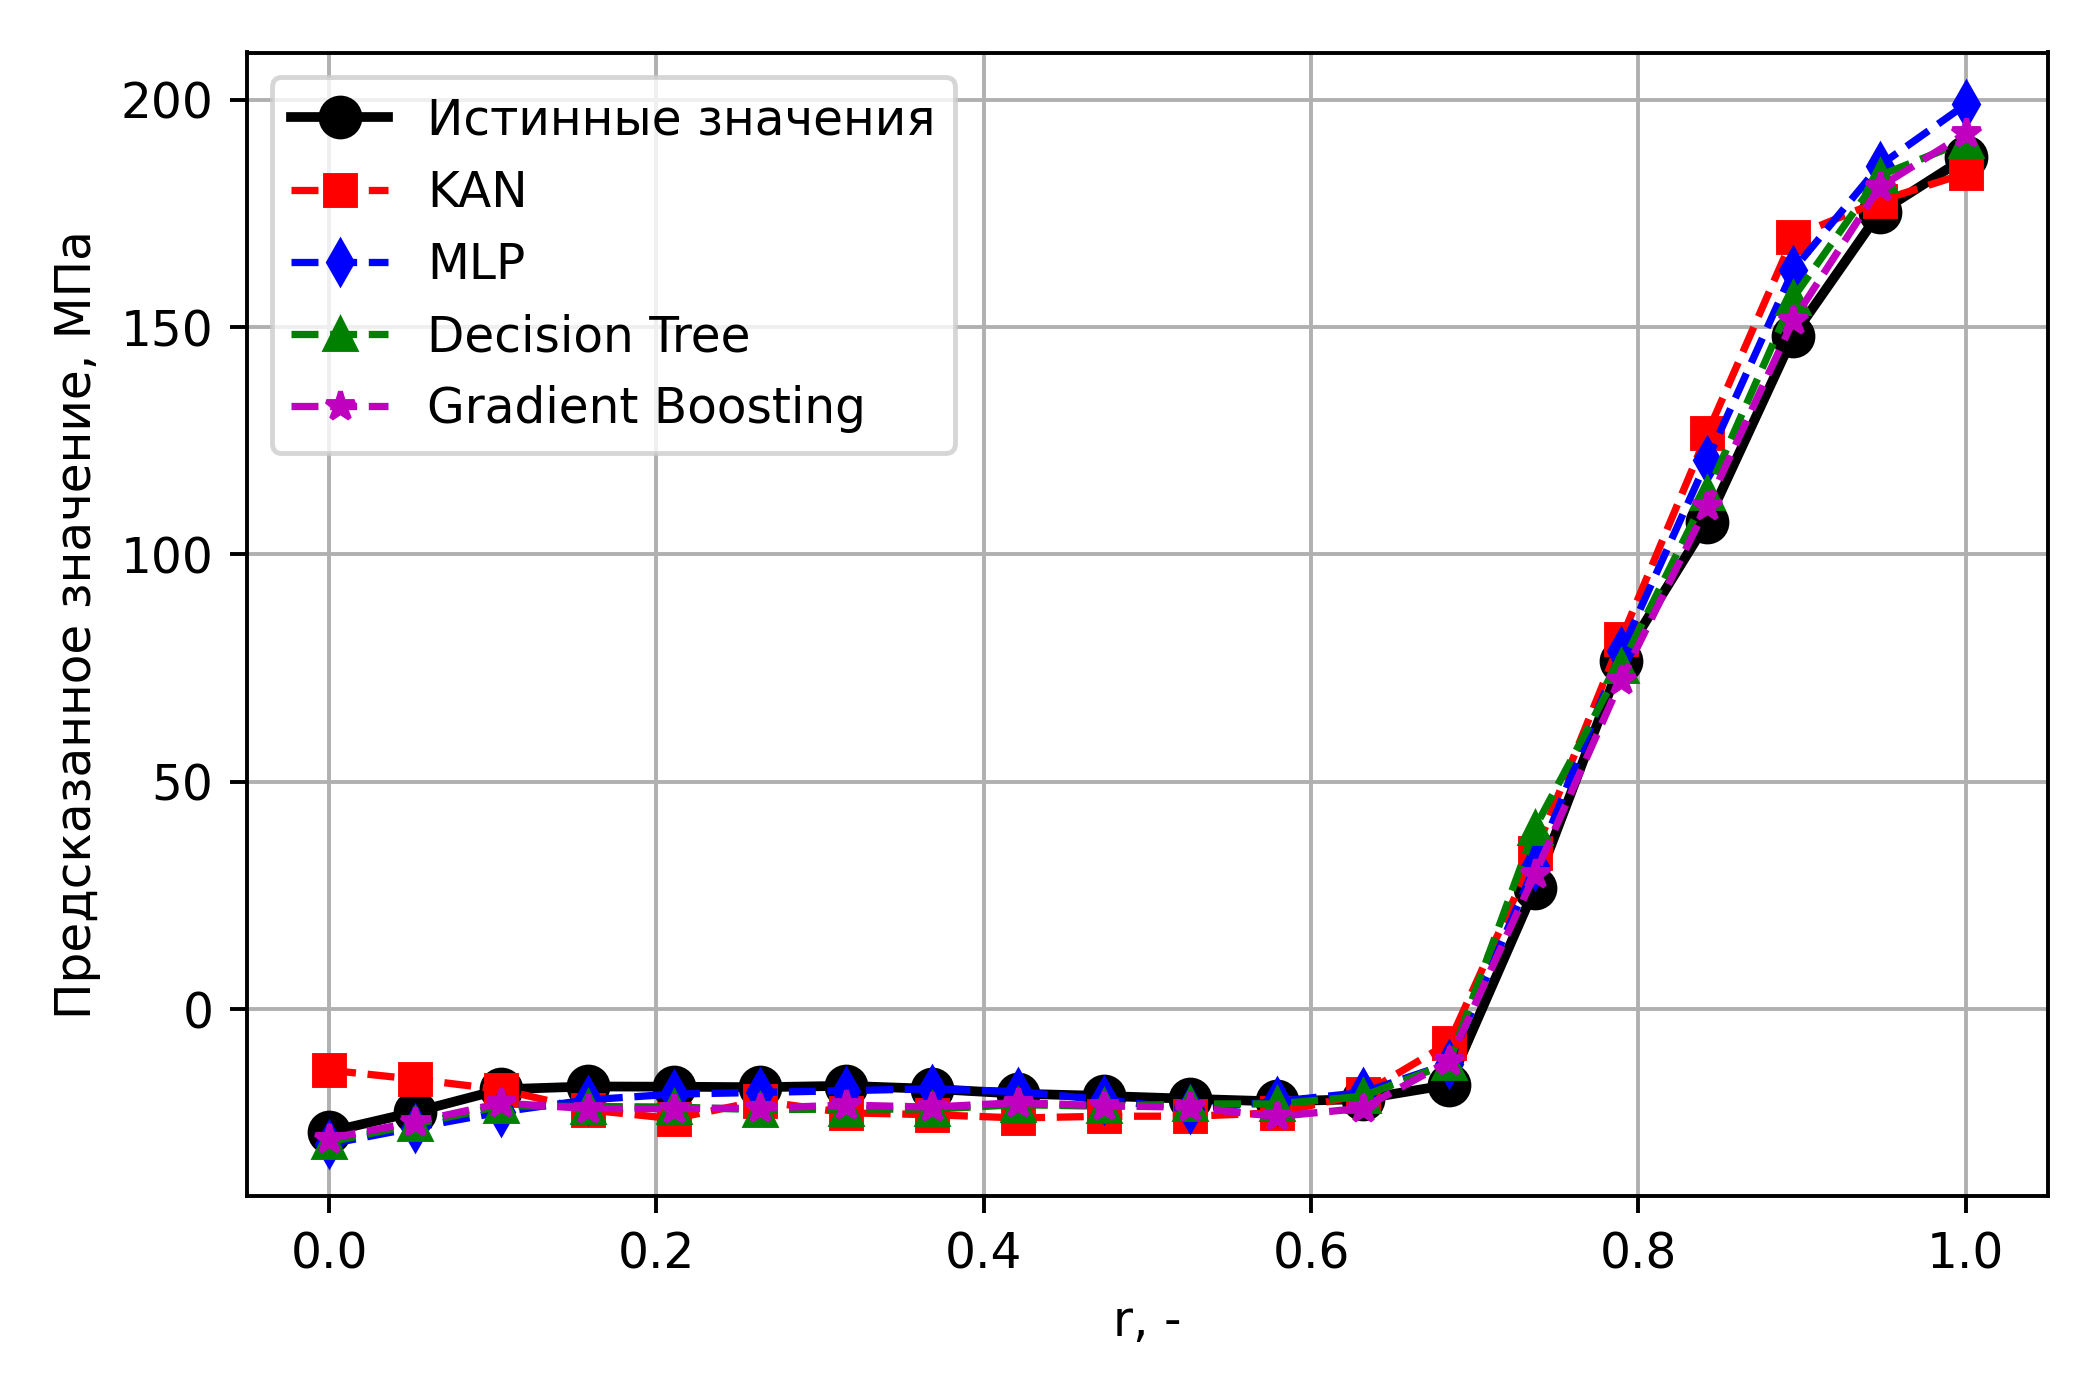 Предсказанное значение, МПа
200
150
100
50
0
Истинные значения
KAN
MLP
Decision Tree
Gradient Boosting
0.0 0.2 0.4 0.6 0.8 1.0
r, -